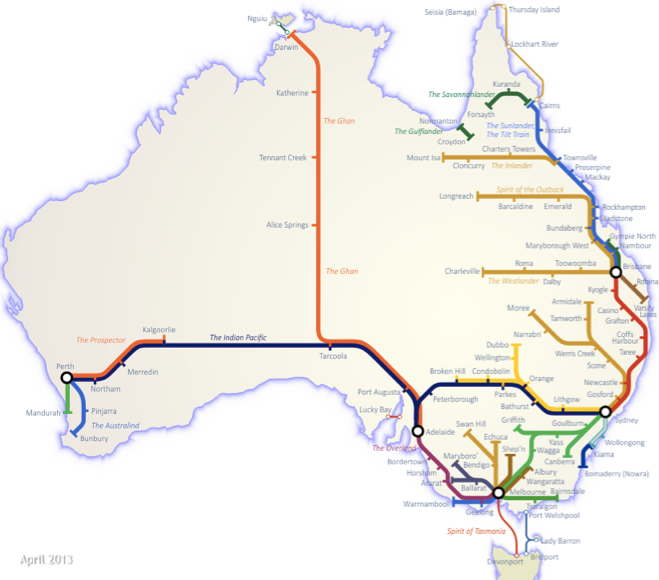 Seisia (Bamaga)
Thursday Island
Nguiu
Darwin
Lockhart River
Katherine
Kuranda
The Savannahlander
Cairns
Forsayth
The Ghan
Normanton
The Gulflander
The Sunlander
The Tilt Train
Innisfail
Croydon
Tennant Creek
Mount Isa
Charters Towers
Cloncurry
The Inlander
Townsville
Proserpine
Mackay
Longreach
Spirit of the Outback
Barcaldine
Emerald
Rockhampton
Gladstone
Alice Springs
Bundaberg
Gympie North
Maryborough West
Nambour
The Ghan
Charleville
Roma
Toowoomba
Brisbane
The Westlander
Dalby
Robina
Varsity
Lakes
Kyogle
Armidale
Casino
Grafton
Moree
Tamworth
Coffs
Harbour
Narrabri
Kalgoorlie
The Prospector
The Indian Pacific
Dubbo
Wellington
Werris Creek
Taree
Scone
Tarcoola
Perth
Merredin
Northam
Broken Hill
Condobolin
Orange
Newcastle
Gosford
Port Augusta
Peterborough
Parkes
Bathurst
Lithgow
Mandurah
Pinjarra
Lucky Bay
Sydney
The Australind
Bunbury
Adelaide
Swan Hill
Griffith
Goulburn
Echuca
Yass
Wagga
Wollongong
The Overland
Shep'n
Canberra
Kiama
Bordertown
Maryboro'
Bendigo
Albury
Bomaderry (Nowra)
Horsham
Ararat
Ballarat
Wangaratta
Melbourne
Bairnsdale
Warrnambool
Geelong
Traralgon
Port Welshpool
Spirit of Tasmania
Lady Barron
Devonport
Bridport
April 2013